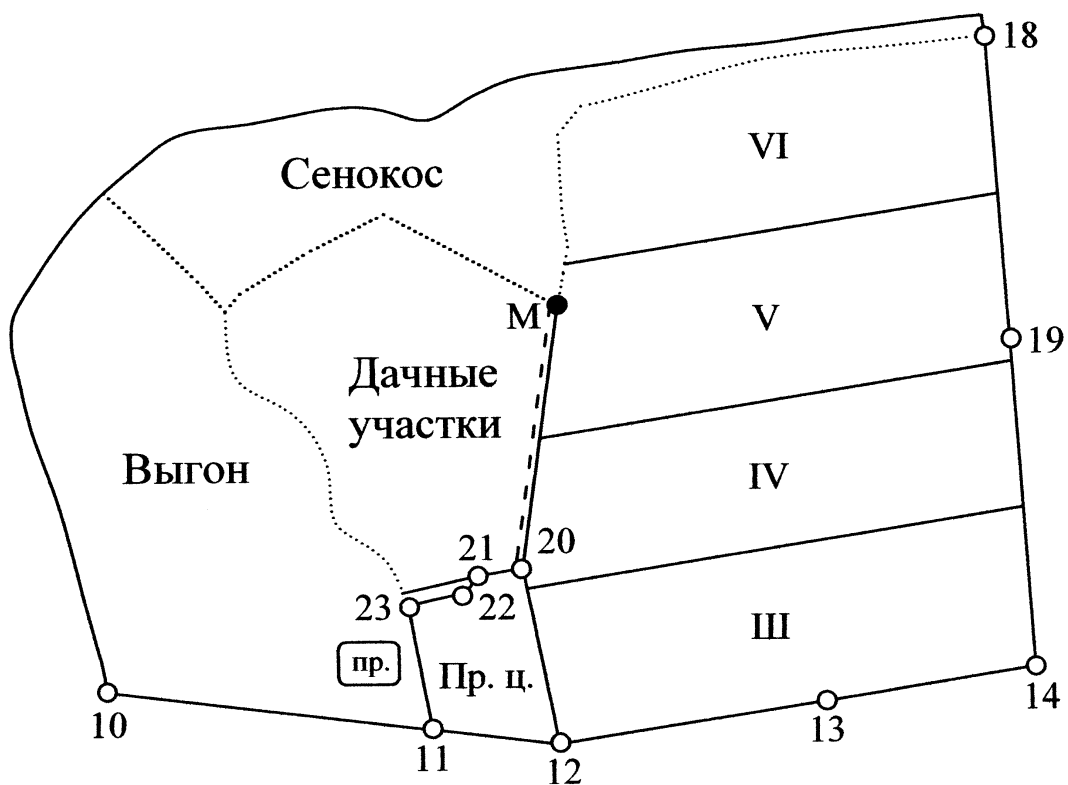 18
VI
Сенокос
М
V
19
Дачные
участки
Выгон
IV
21
20
23
22
III
пр.
Пр. ц.
10
11
12
13
14